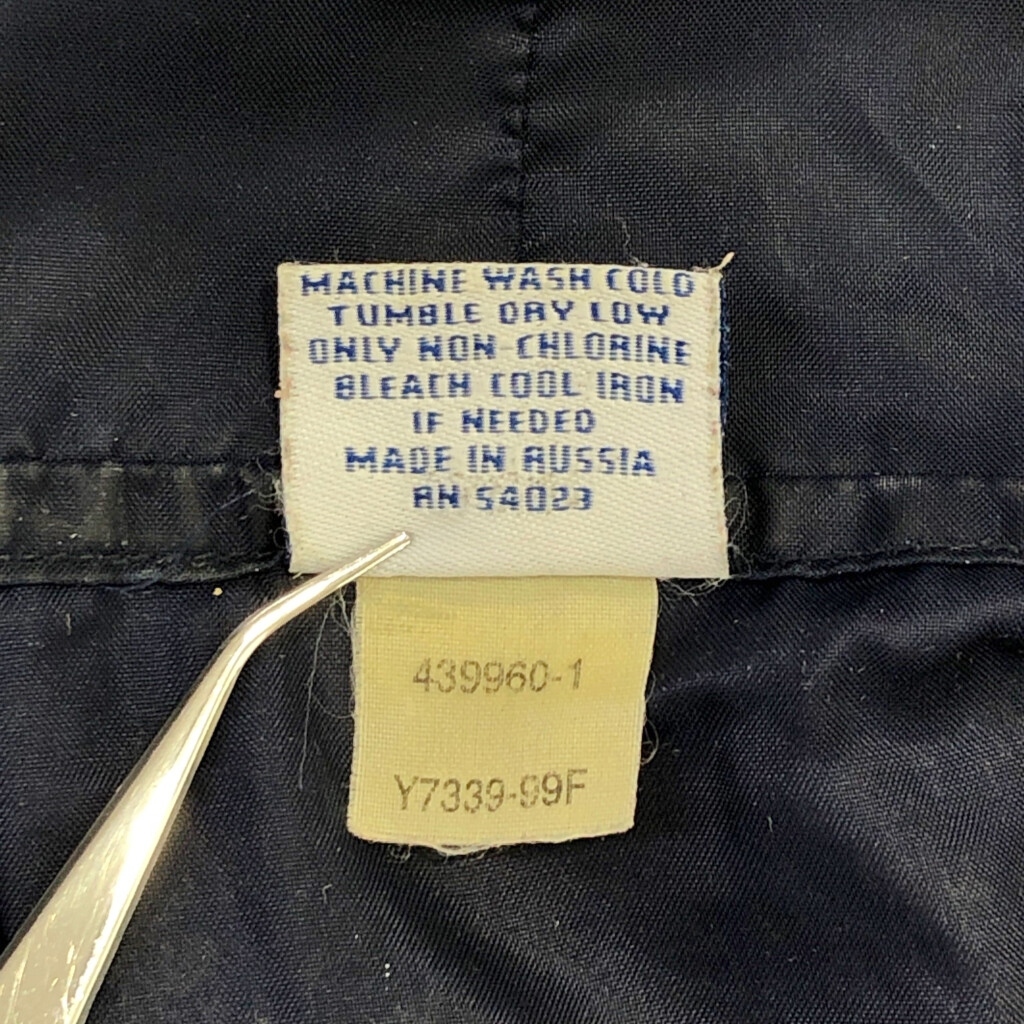 MACHINE WASH COLD
TUMBLE DRY LOW
ONLY NON-CHLORINE
BLEACH COOL IRON
IF NEEDED
MADE IN RUSSIA
RN 54023
439960-1
Y7339-99F